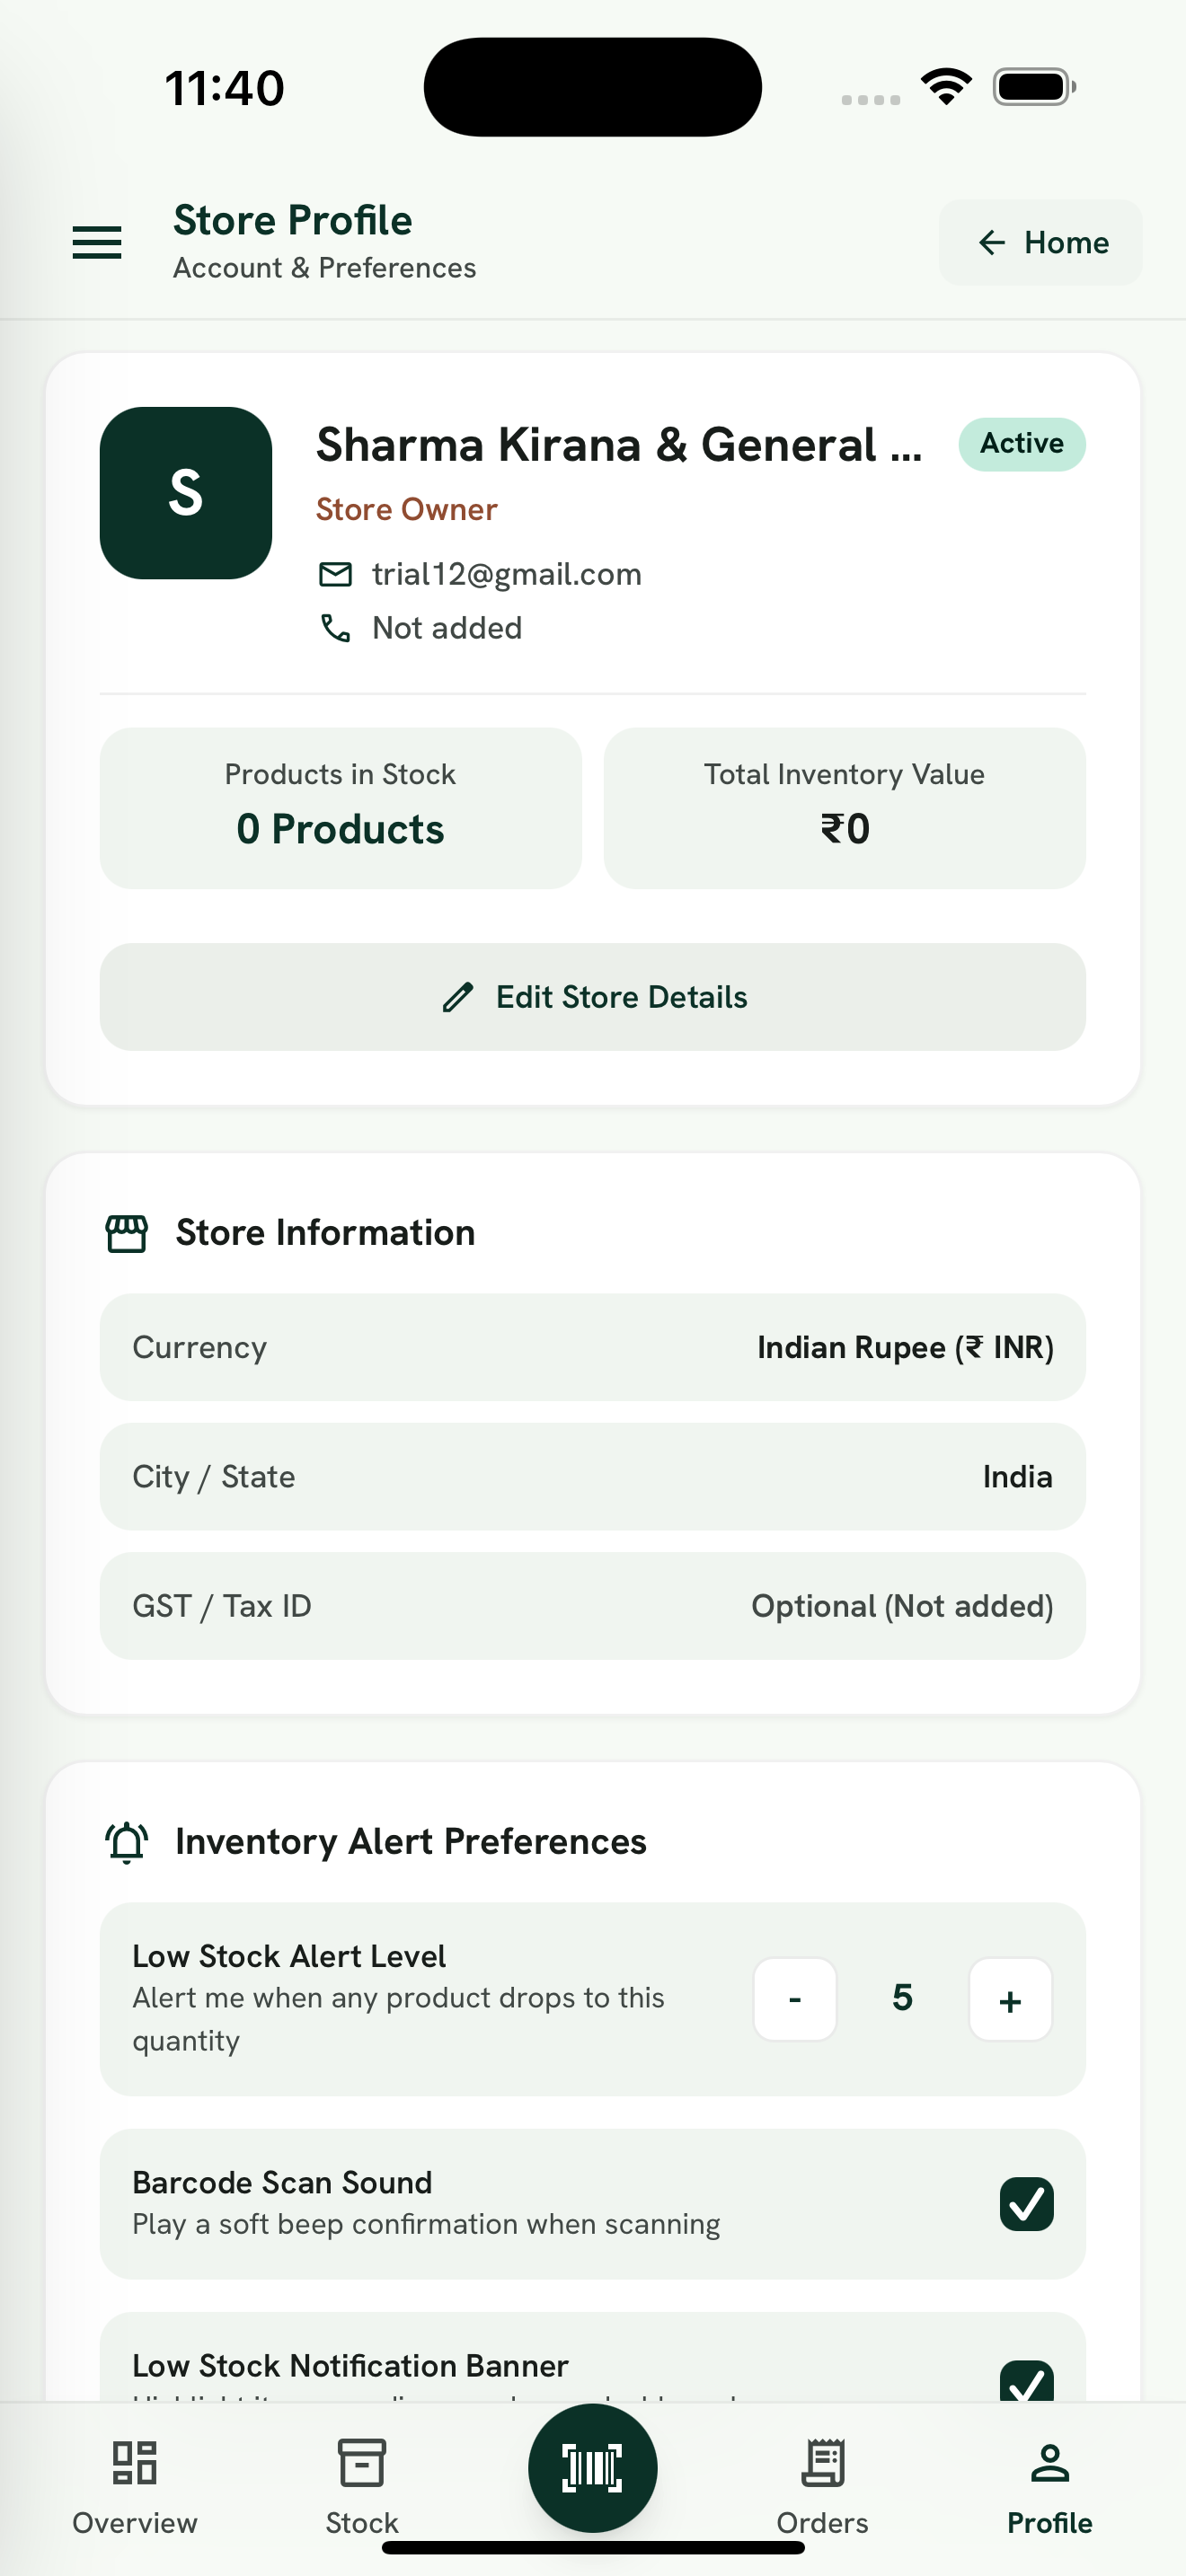 11:40
Store Profile
Account & Preferences
Home
S
Sharma Kirana & General ...
Active
Store Owner
trial12@gmail.com
Not added
Products in Stock
0 Products
Total Inventory Value
₹0
Edit Store Details
Store Information
Currency
Indian Rupee (₹ INR)
City / State
India
GST / Tax ID
Optional (Not added)
Inventory Alert Preferences
Low Stock Alert Level
Alert me when any product drops to this
quantity
- 5 +
Barcode Scan Sound
Play a soft beep confirmation when scanning
Low Stock Notification Banner
Overview
Stock
Orders
Profile